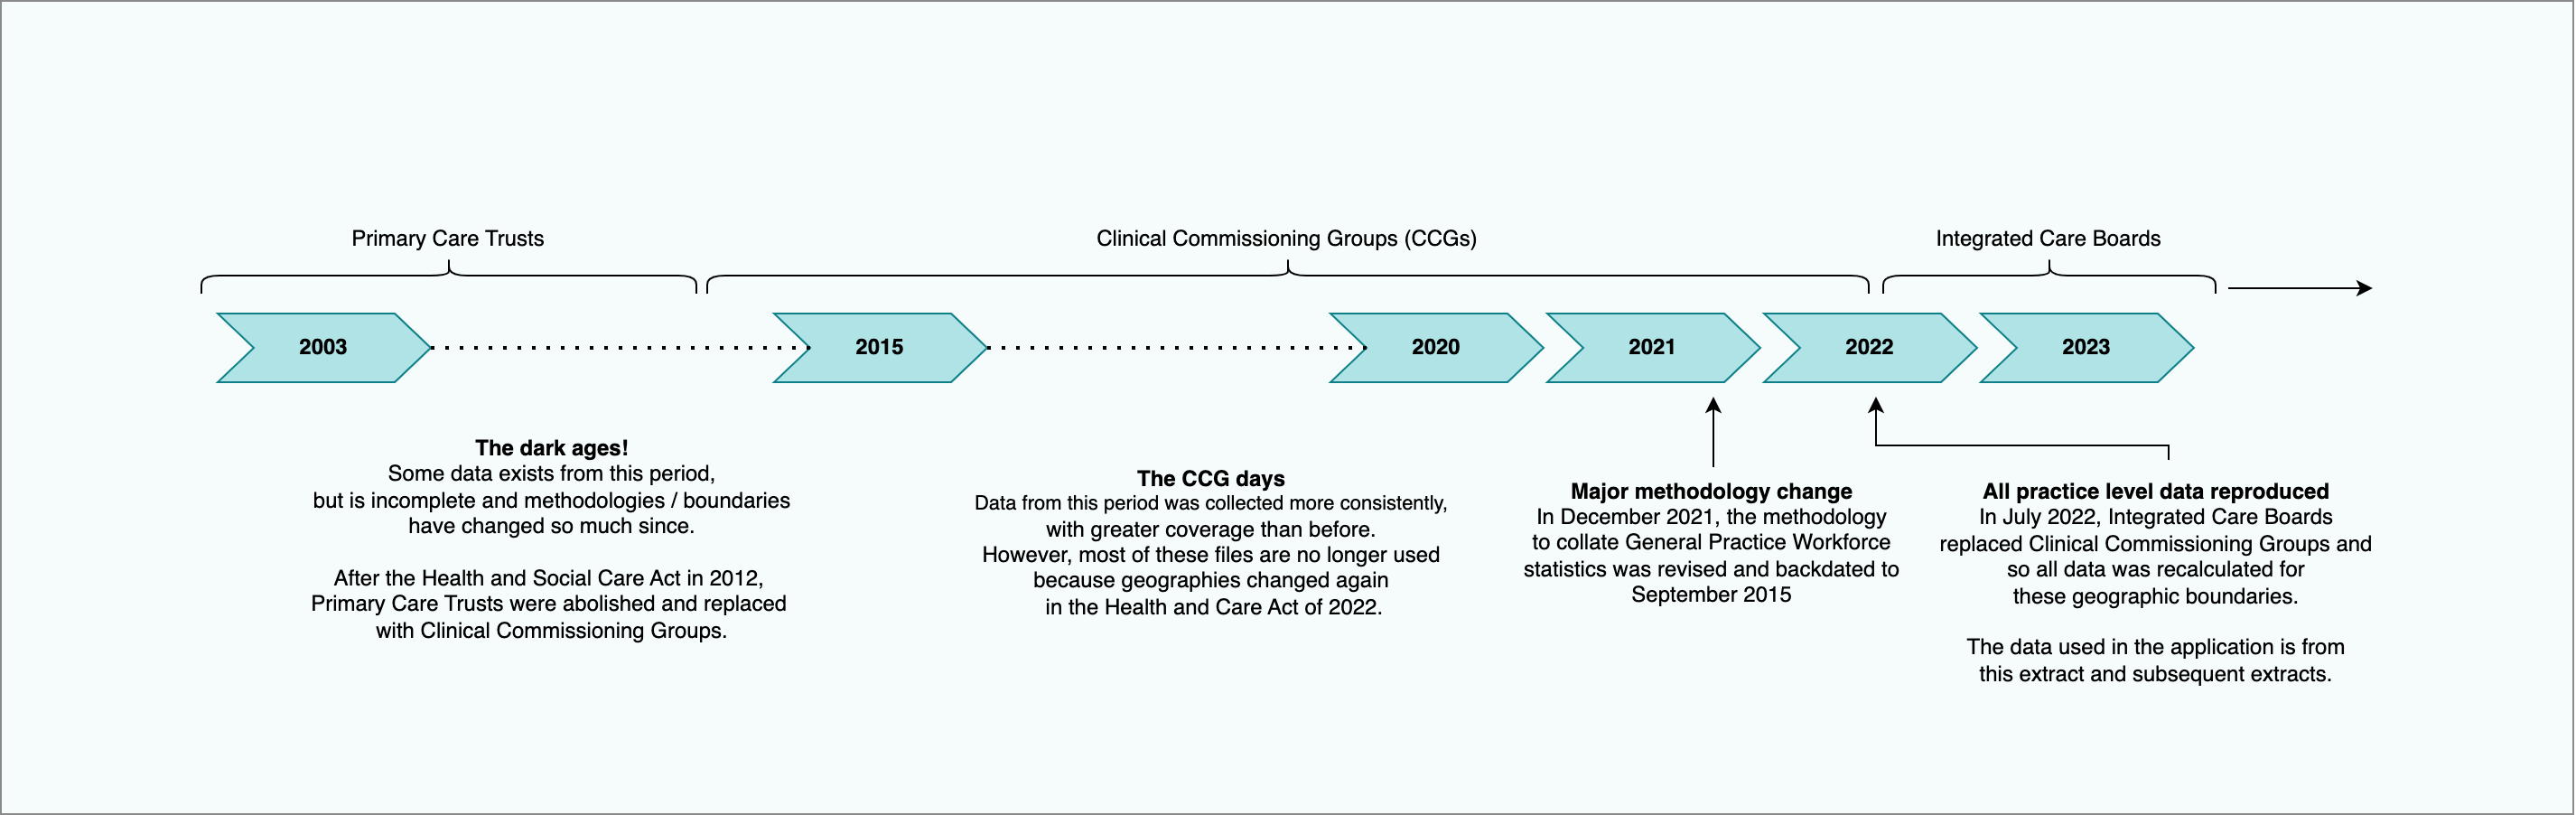 Primary Care Trusts
Clinical Commissioning Groups (CCGs)
Integrated Care Boards
2003
2015
2020
2021
2022
2023
The dark ages!
Some data exists from this period,
but is incomplete and methodologies / boundaries
have changed so much since.
After the Health and Social Care Act in 2012,
Primary Care Trusts were abolished and replaced
with Clinical Commissioning Groups.
The CCG days
Data from this period was collected more consistently,
with greater coverage than before.
However, most of these files are no longer used
because geographies changed again
in the Health and Care Act of 2022.
Major methodology change
In December 2021, the methodology
to collate General Practice Workforce
statistics was revised and backdated to
September 2015
All practice level data reproduced
In July 2022, Integrated Care Boards
replaced Clinical Commissioning Groups and
so all data was recalculated for
these geographic boundaries.
The data used in the application is from
this extract and subsequent extracts.